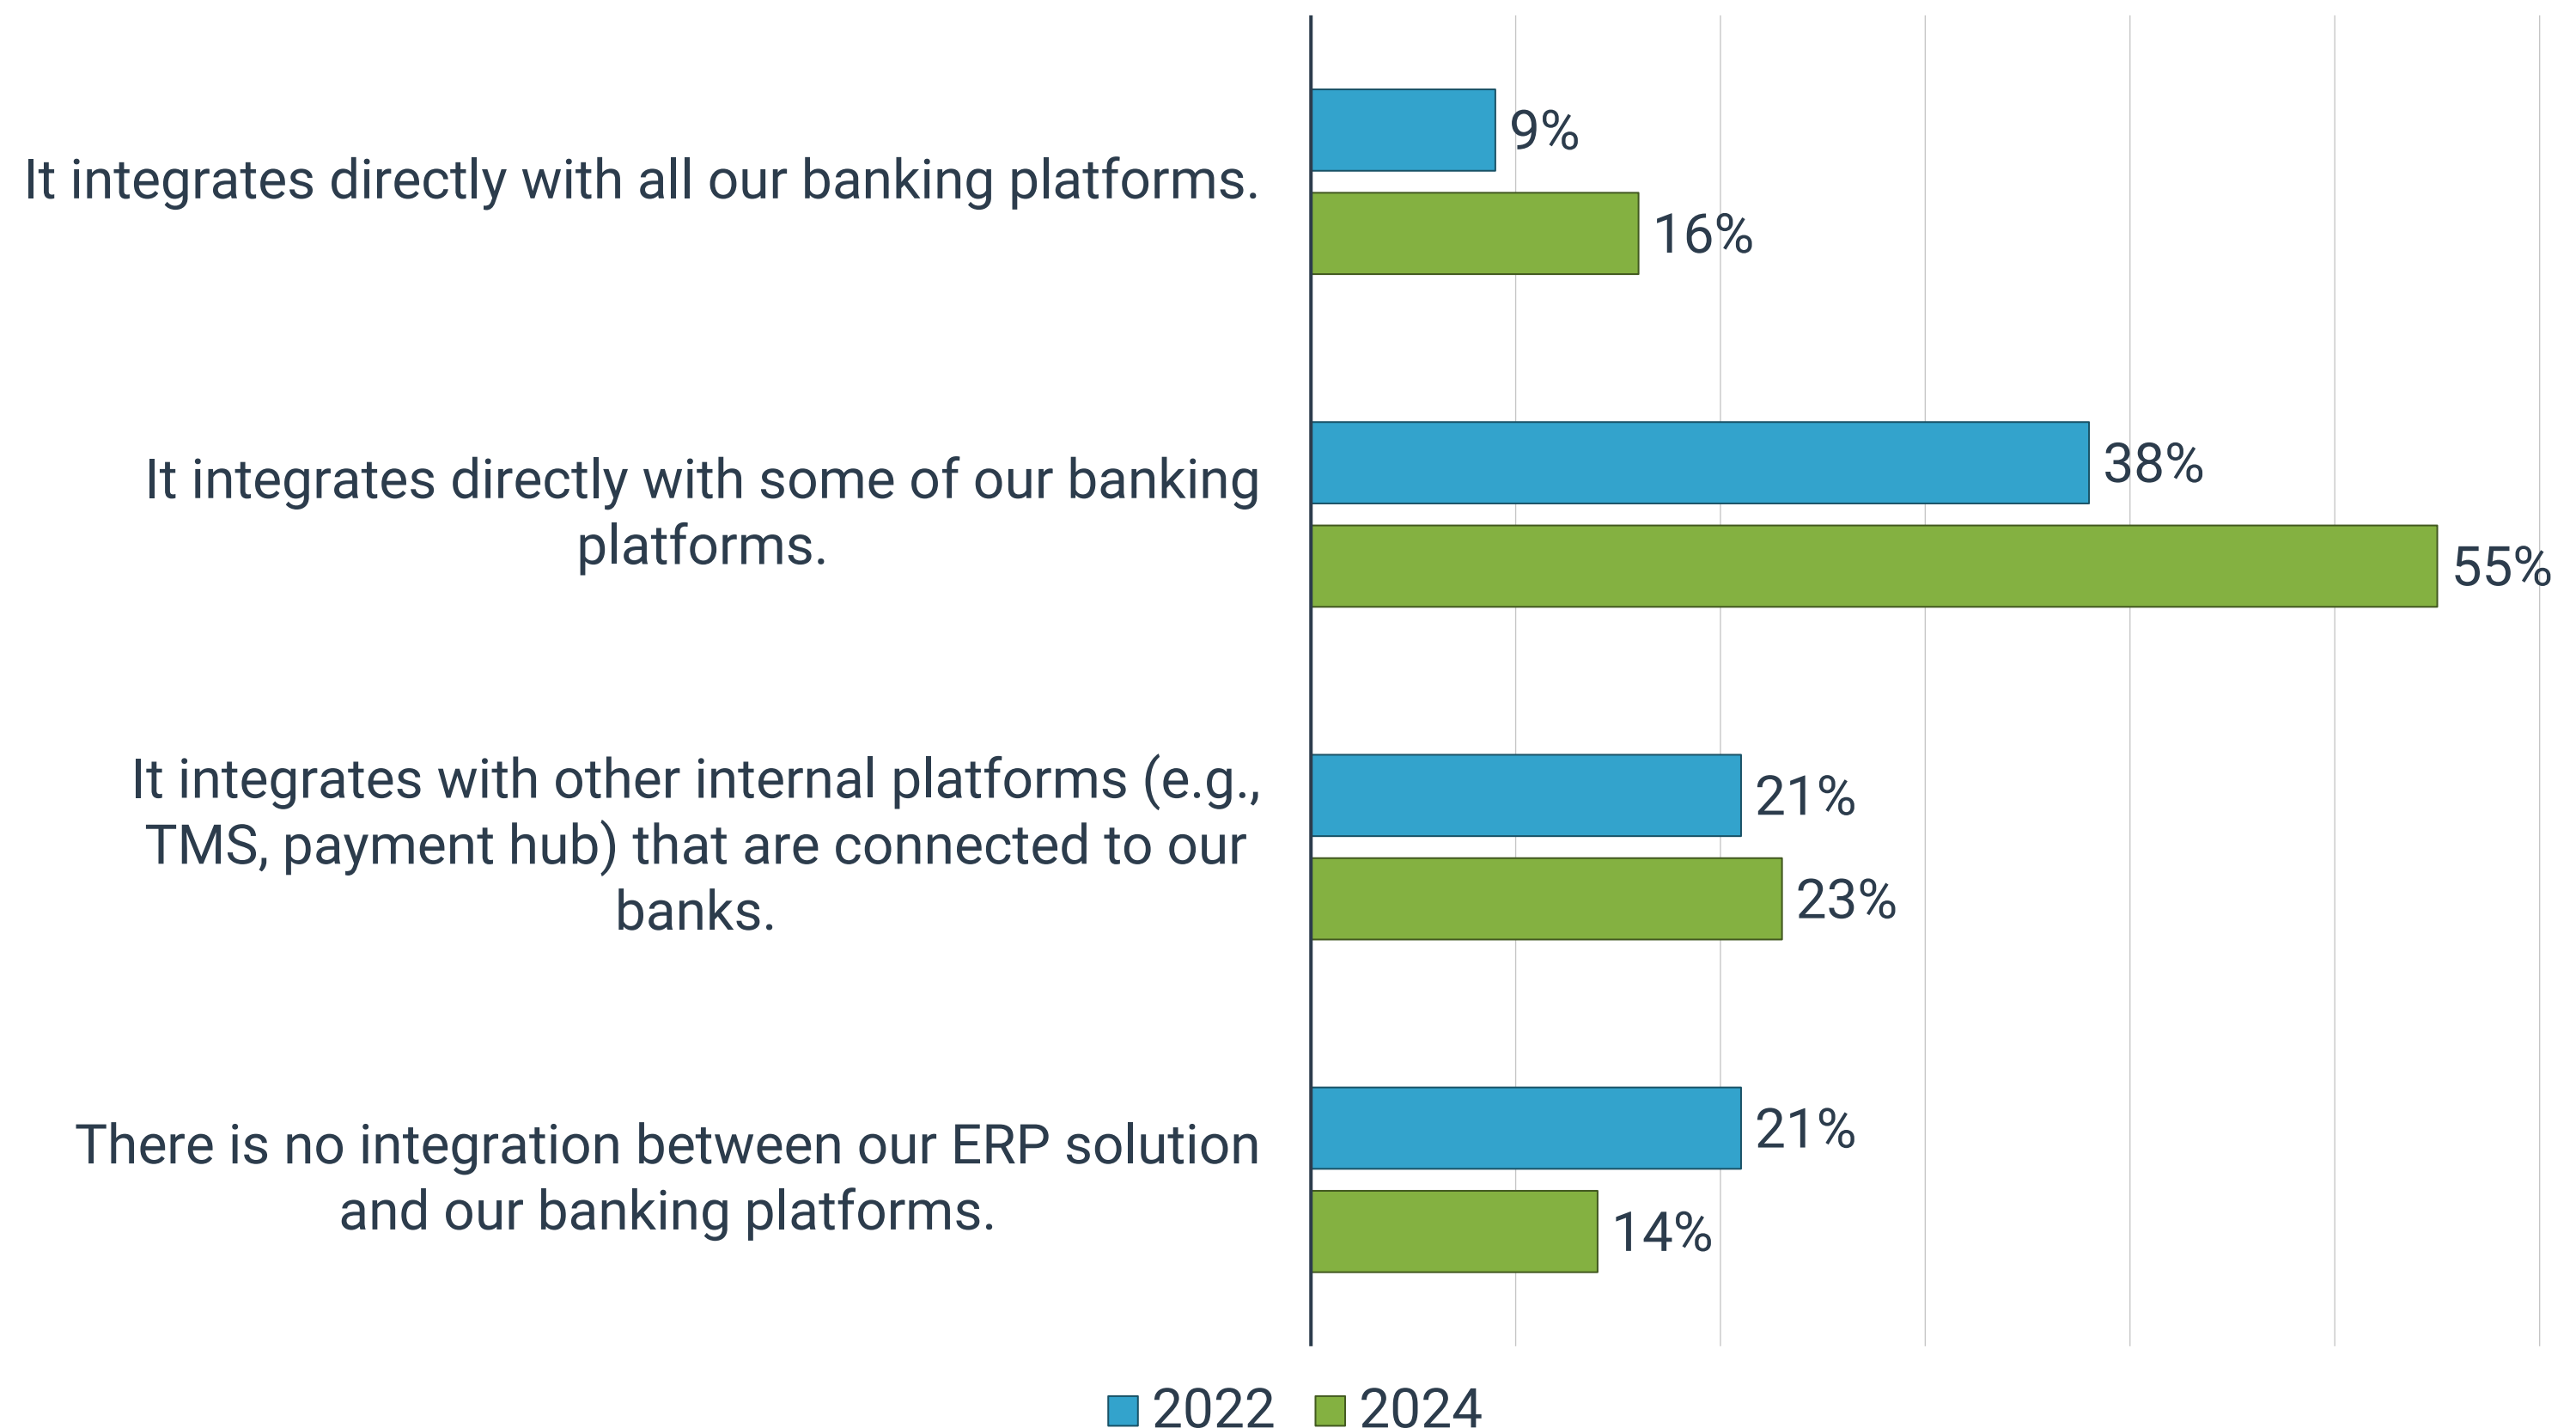 It integrates directly with all our banking platforms.
9%
16%
It integrates directly with some of our banking
platforms.
38%
55%
It integrates with other internal platforms (e.g.,
TMS, payment hub) that are connected to our
banks.
21%
23%
There is no integration between our ERP solution
and our banking platforms.
21%
14%
2022 2024